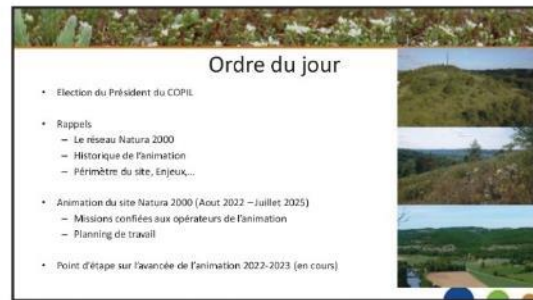 Ordre du jour
• Election du Président du COPIL
• Rappels
– Le réseau Natura 2000
– Historique de l'animation
– Périmètre du site, Enjeux,...
• Animation du site Natura 2000 (Aout 2022 – Juillet 2025)
– Missions confiées aux opérateurs de l'animation
– Planning de travail
• Point d'étape sur l'avancée de l'animation 2022-2023 (en cours)